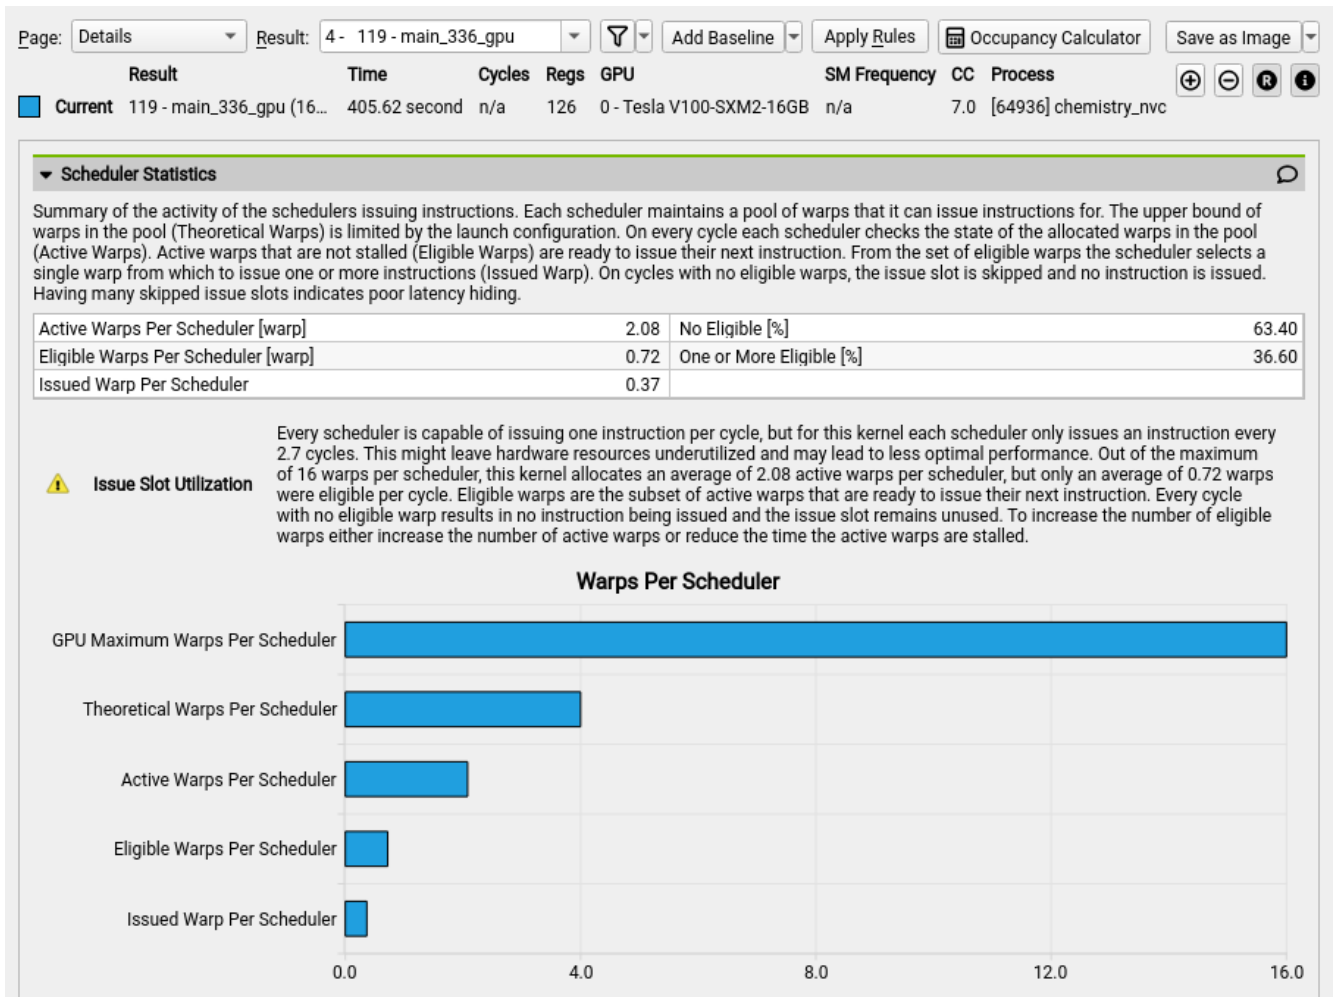 Page: Details Result: 4 - 119 - main_336_gpu Add Baseline Apply Rules Occupancy Calculator Save as Image
Result Time Cycles Regs GPU SM Frequency CC Process
Current 119 - main_336_gpu (16... 405.62 second n/a 126 0 - Tesla V100-SXM2-16GB n/a 7.0 [64936] chemistry_nvc
Scheduler Statistics
Summary of the activity of the schedulers issuing instructions. Each scheduler maintains a pool of warps that it can issue instructions for. The upper bound of
warps in the pool (Theoretical Warps) is limited by the launch configuration. On every cycle each scheduler checks the state of the allocated warps in the pool
(Active Warps). Active warps that are not stalled (Eligible Warps) are ready to issue their next instruction. From the set of eligible warps the scheduler selects a
single warp from which to issue one or more instructions (Issued Warp). On cycles with no eligible warps, the issue slot is skipped and no instruction is issued.
Having many skipped issue slots indicates poor latency hiding.
Active Warps Per Scheduler [warp] 2.08 No Eligible [%] 63.40
Eligible Warps Per Scheduler [warp] 0.72 One or More Eligible [%] 36.60
Issued Warp Per Scheduler 0.37
Issue Slot Utilization
Every scheduler is capable of issuing one instruction per cycle, but for this kernel each scheduler only issues an instruction every
2.7 cycles. This might leave hardware resources underutilized and may lead to less optimal performance. Out of the maximum
of 16 warps per scheduler, this kernel allocates an average of 2.08 active warps per scheduler, but only an average of 0.72 warps
were eligible per cycle. Eligible warps are the subset of active warps that are ready to issue their next instruction. Every cycle
with no eligible warp results in no instruction being issued and the issue slot remains unused. To increase the number of eligible
warps either increase the number of active warps or reduce the time the active warps are stalled.
Warps Per Scheduler
GPU Maximum Warps Per Scheduler
Theoretical Warps Per Scheduler
Active Warps Per Scheduler
Eligible Warps Per Scheduler
Issued Warp Per Scheduler
0.0 4.0 8.0 12.0 16.0